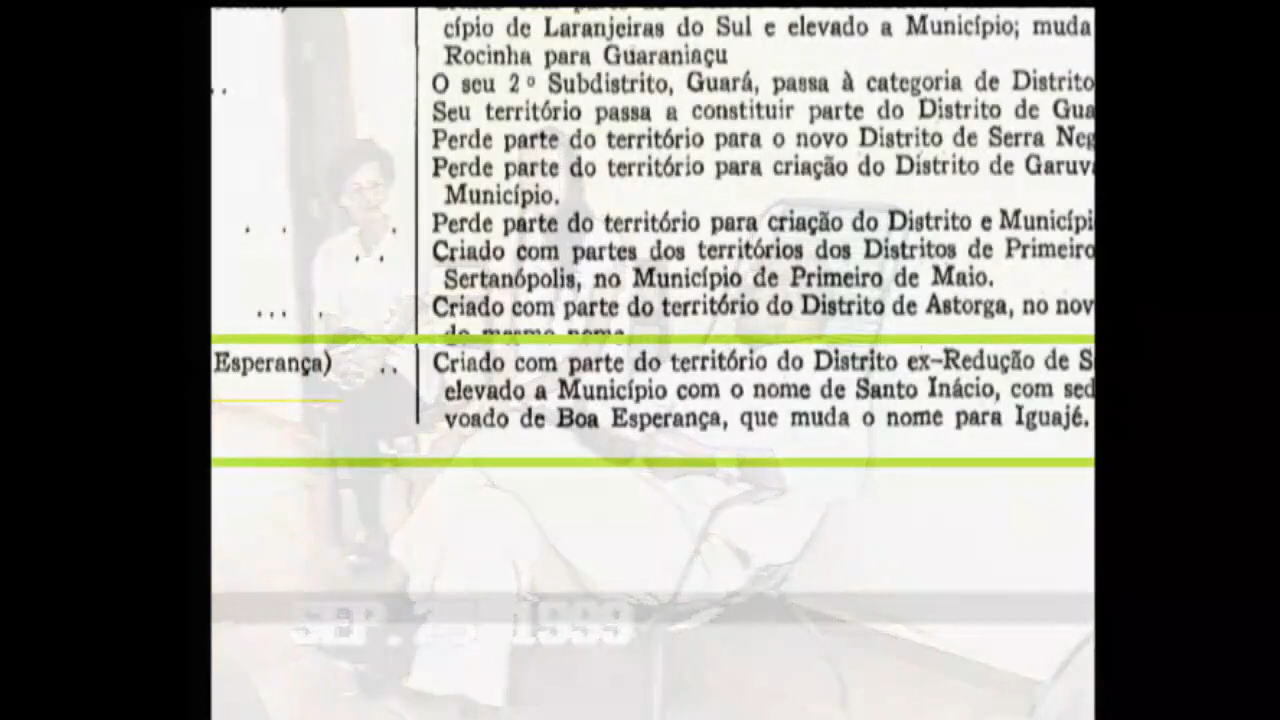 cípio de Laranjeiras do Sul e elevado a Município; muda
Rocinha para Guaraniaçu
O seu 2º Subdistrito, Guará, passa à categoria de Distrito
Seu território passa a constituir parte do Distrito de Gua
Perde parte do território para o novo Distrito de Serra Neg
Perde parte do território para criação do Distrito de Garuv
Município.
Perde parte do território para criação do Distrito e Municípi
Criado com partes dos territórios dos Distritos de Primeiro
Sertanópolis, no Município de Primeiro de Maio.
Criado com parte do território do Distrito de Astorga, no nov
do mesmo nome
Esperança) .. Criado com parte do território do Distrito ex-Redução de S
elevado a Município com o nome de Santo Inácio, com sed
voado de Boa Esperança, que muda o nome para Iguajé.
SEP. 1999